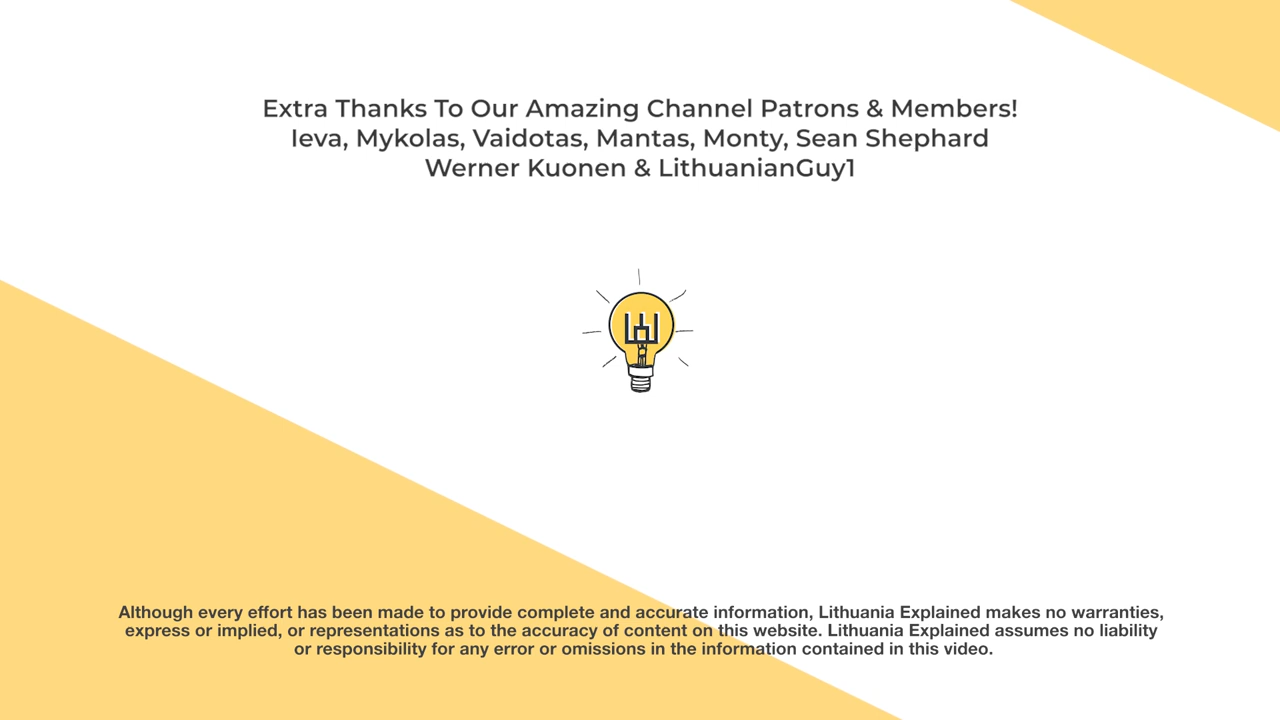 Extra Thanks To Our Amazing Channel Patrons & Members!
Ieva, Mykolas, Vaidotas, Mantas, Monty, Sean Shephard
Werner Kuonen & LithuanianGuy1
Although every effort has been made to provide complete and accurate information, Lithuania Explained makes no warranties,
express or implied, or representations as to the accuracy of content on this website. Lithuania Explained assumes no liability
or responsibility for any error or omissions in the information contained in this video.